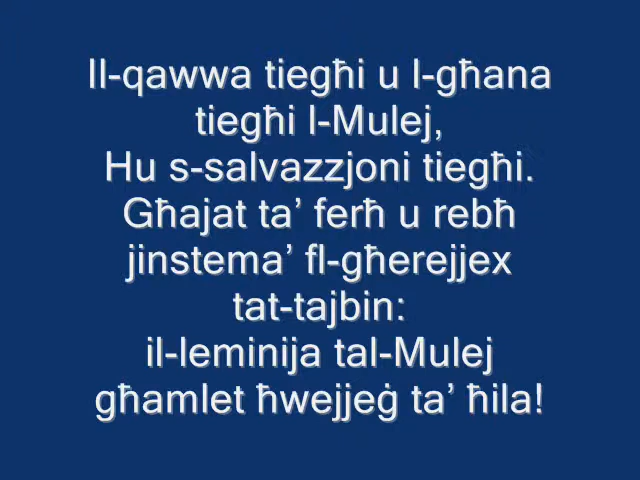 Il-qawwa tiegħi u l-għana
tiegħi l-Mulej,
Hu s-salvazzjoni tiegħi.
Għajat ta’ ferħ u rebħ
jinstema’ fl-għerejjex
tat-tajbin:
il-leminija tal-Mulej
għamlet ħwejjeġ ta’ ħila!